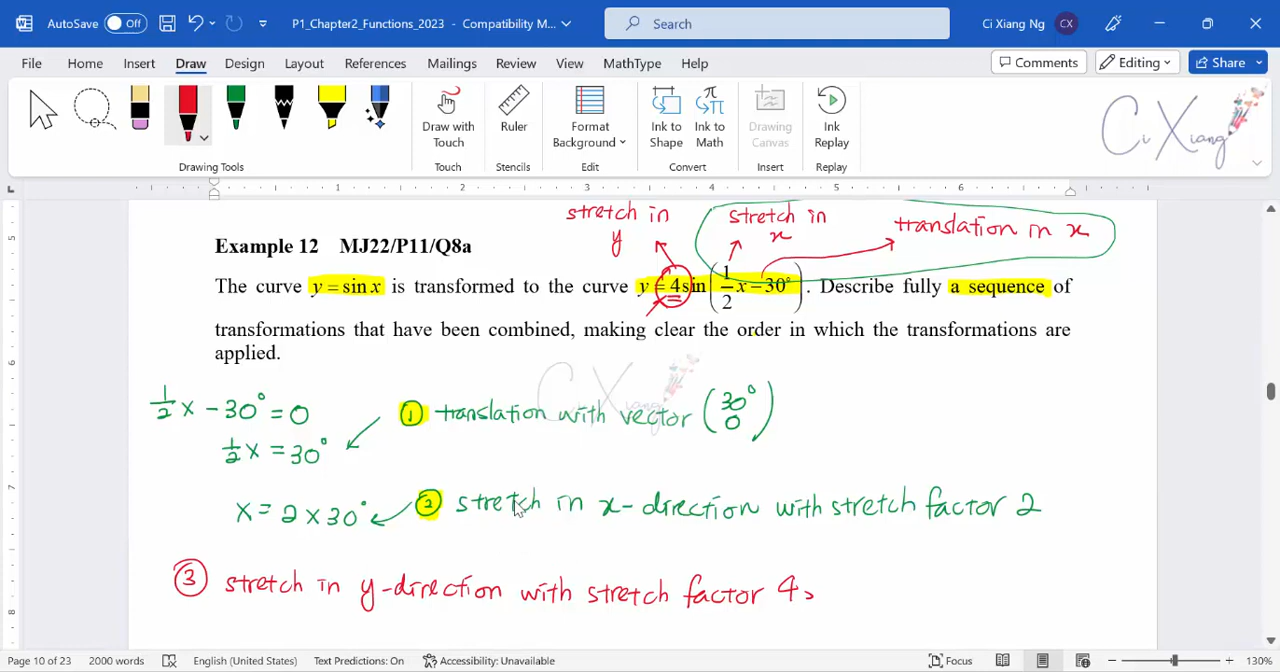 AutoSave Off P1_Chapter2_Functions_2023 - Compatibility M... Search Ci Xiang Ng CX
File Home Insert Draw Design Layout References Mailings Review View MathType Help Comments Editing Share
Draw with Touch Ruler Format Background Ink to Shape Ink to Math Drawing Canvas Ink Replay
Ci Xiang
Drawing Tools Touch Stencils Edit Convert Insert Replay
1 2 3 4 5 6
stretch in y stretch in x translation in x
Example 12 MJ22/P11/Q8a
The curve y = sin x is transformed to the curve y = 4 sin(1/2 x − 30°). Describe fully a sequence of
transformations that have been combined, making clear the order in which the transformations are
applied.
1/2 x − 30° = 0 ① translation with vector (30° 0)
1/2 x = 30°
x = 2 x 30° ② stretch in x-direction with stretch factor 2
③ stretch in y-direction with stretch factor 4
Page 10 of 23 2000 words English (United States) Text Predictions: On Accessibility: Unavailable Focus 130%